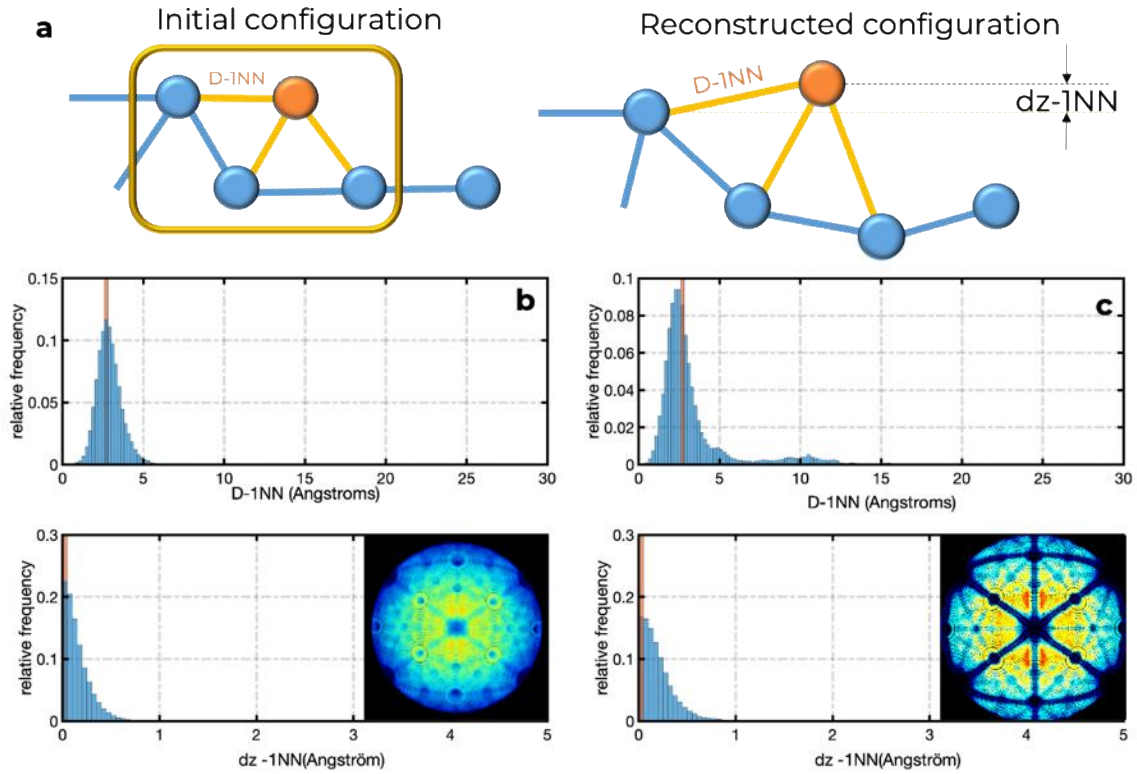 a
Initial configuration
Reconstructed configuration
D-1NN
D-1NN
dz-1NN
b
0.15
0.1
0.05
0
relative frequency
0
5
10
15
20
25
30
D-1NN (Angstroms)
c
0.1
0.08
0.06
0.04
0.02
0
relative frequency
0
5
10
15
20
25
30
D-1NN (Angstroms)
0.3
0.2
0.1
0
relative frequency
0
1
2
3
4
5
dz -1NN(Angström)
0.3
0.2
0.1
0
relative frequency
0
1
2
3
4
5
dz -1NN(Angström)